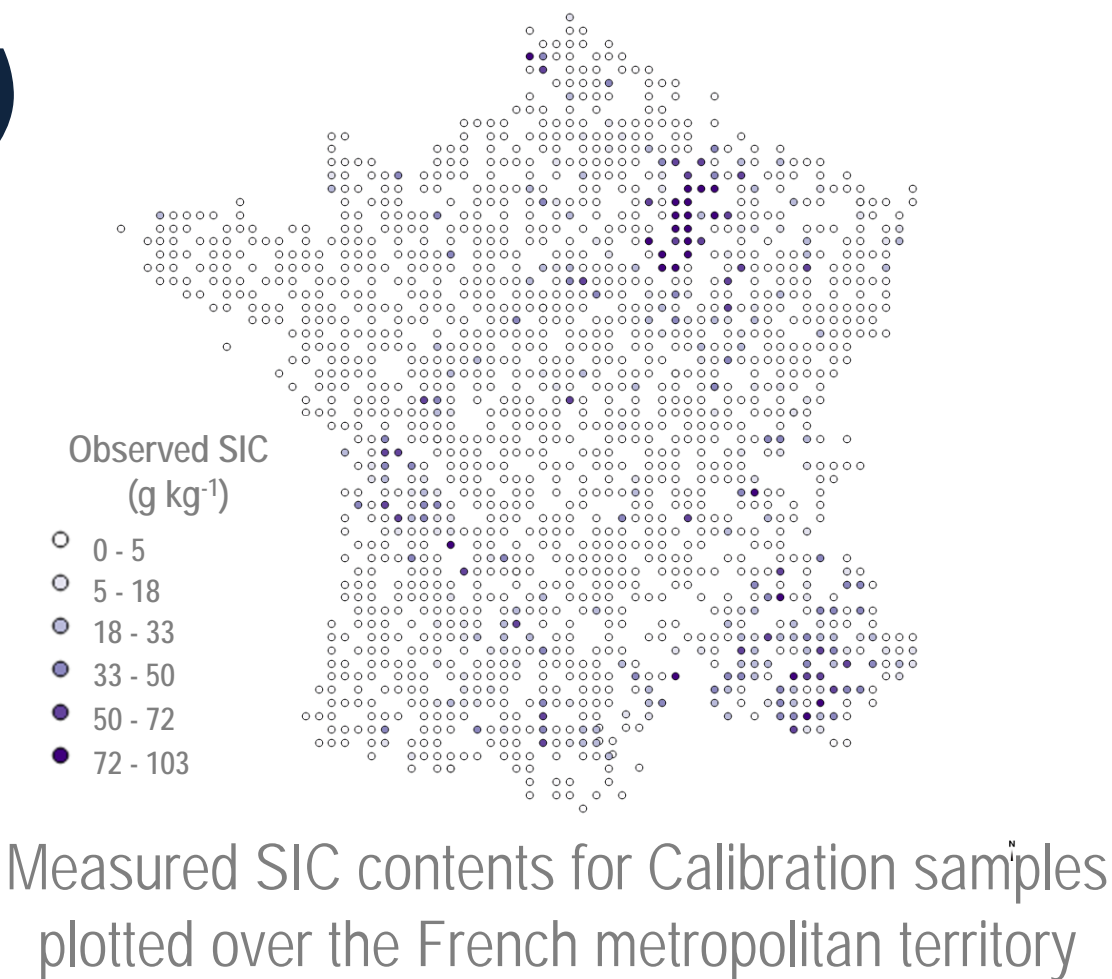 Observed SIC
(g kg-1)
0 - 5
5 - 18
18 - 33
33 - 50
50 - 72
72 - 103
N
Measured SIC contents for Calibration samples
plotted over the French metropolitan territory